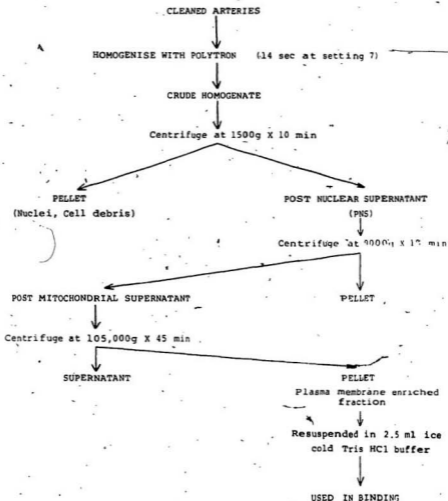 CLEANED ARTERIES
HOMOGENISE WITH POLYTRON (14 sec at setting 7)
CRUDE HOMOGENATE
Centrifuge at 1500g X 10 min
PELLET
(Nuclei, Cell debris)
POST NUCLEAR SUPERNATANT
(PNS)
Centrifuge at X min
POST MITOCHONDRIAL SUPERNATANT
PELLET
Centrifuge at 105,000g X 45 min
SUPERNATANT
PELLET
Plasma membrane enriched
fraction
Resuspended in 2.5 ml ice
cold Tris HCl buffer
USED IN BINDING